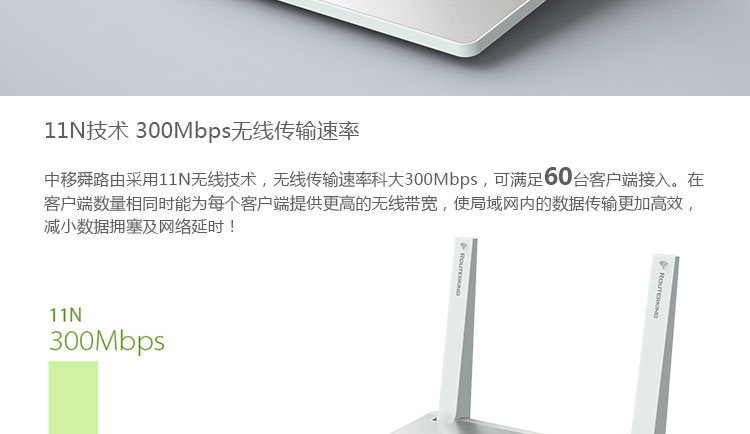 11N技术 300Mbps无线传输速率
中移舜路由采用11N无线技术，无线传输速率科大300Mbps，可满足60台客户端接入。在
客户端数量相同时能为每个客户端提供更高的无线带宽，使局域网内的数据传输更加高效，
减小数据拥塞及网络延时！
ROUTERKING
ROUTERKING
11N
300Mbps